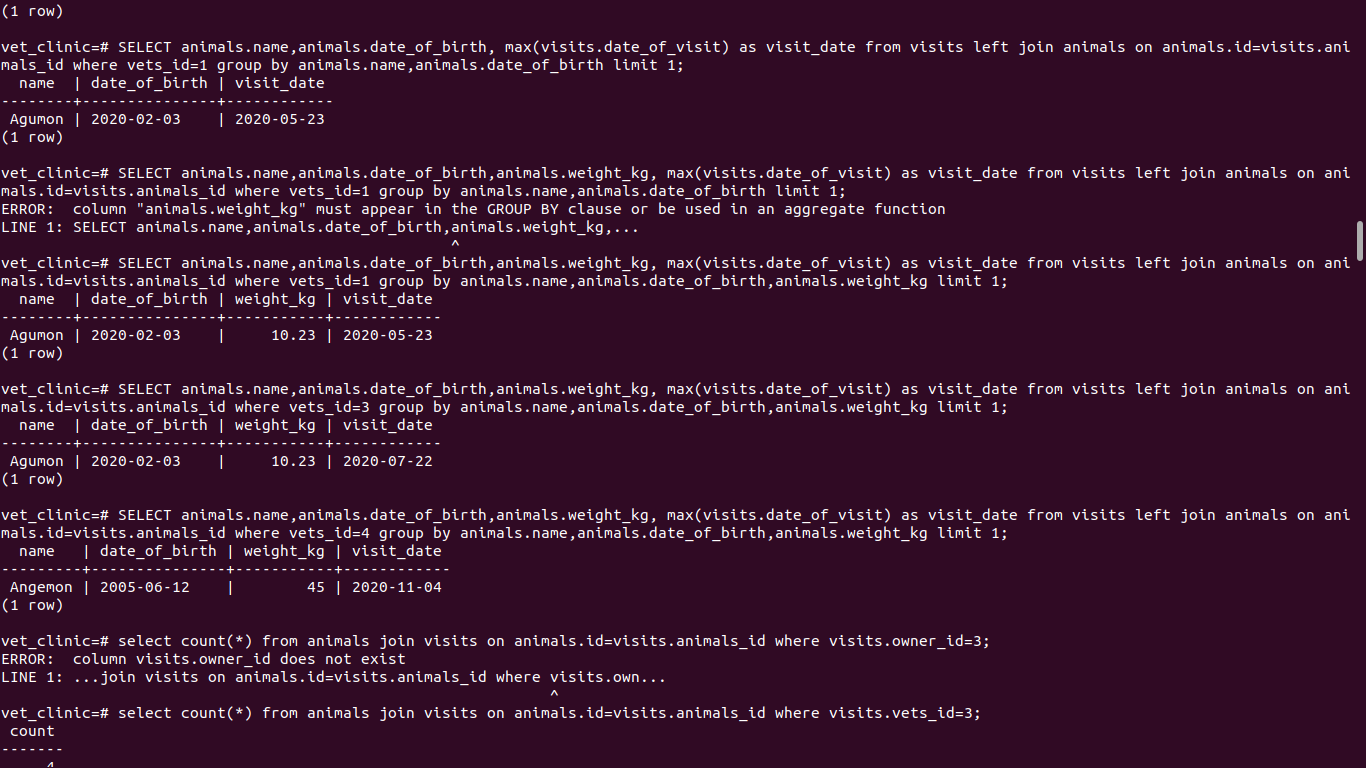 (1 row)
vet_clinic=# SELECT animals.name,animals.date_of_birth, max(visits.date_of_visit) as visit_date from visits left join animals on animals.id=visits.ani
mals_id where vets_id=1 group by animals.name,animals.date_of_birth limit 1;
  name  | date_of_birth | visit_date
--------+---------------+------------
 Agumon | 2020-02-03    | 2020-05-23
(1 row)
vet_clinic=# SELECT animals.name,animals.date_of_birth,animals.weight_kg, max(visits.date_of_visit) as visit_date from visits left join animals on ani
mals.id=visits.animals_id where vets_id=1 group by animals.name,animals.date_of_birth limit 1;
ERROR:  column "animals.weight_kg" must appear in the GROUP BY clause or be used in an aggregate function
LINE 1: SELECT animals.name,animals.date_of_birth,animals.weight_kg,...
                                                  ^
vet_clinic=# SELECT animals.name,animals.date_of_birth,animals.weight_kg, max(visits.date_of_visit) as visit_date from visits left join animals on ani
mals.id=visits.animals_id where vets_id=1 group by animals.name,animals.date_of_birth,animals.weight_kg limit 1;
  name  | date_of_birth | weight_kg | visit_date
--------+---------------+-----------+------------
 Agumon | 2020-02-03    |     10.23 | 2020-05-23
(1 row)
vet_clinic=# SELECT animals.name,animals.date_of_birth,animals.weight_kg, max(visits.date_of_visit) as visit_date from visits left join animals on ani
mals.id=visits.animals_id where vets_id=3 group by animals.name,animals.date_of_birth,animals.weight_kg limit 1;
  name  | date_of_birth | weight_kg | visit_date
--------+---------------+-----------+------------
 Agumon | 2020-02-03    |     10.23 | 2020-07-22
(1 row)
vet_clinic=# SELECT animals.name,animals.date_of_birth,animals.weight_kg, max(visits.date_of_visit) as visit_date from visits left join animals on ani
mals.id=visits.animals_id where vets_id=4 group by animals.name,animals.date_of_birth,animals.weight_kg limit 1;
  name   | date_of_birth | weight_kg | visit_date
---------+---------------+-----------+------------
 Angemon | 2005-06-12    |        45 | 2020-11-04
(1 row)
vet_clinic=# select count(*) from animals join visits on animals.id=visits.animals_id where visits.owner_id=3;
ERROR:  column visits.owner_id does not exist
LINE 1: ...join visits on animals.id=visits.animals_id where visits.own...
                                                             ^
vet_clinic=# select count(*) from animals join visits on animals.id=visits.animals_id where visits.vets_id=3;
 count
-------
     4